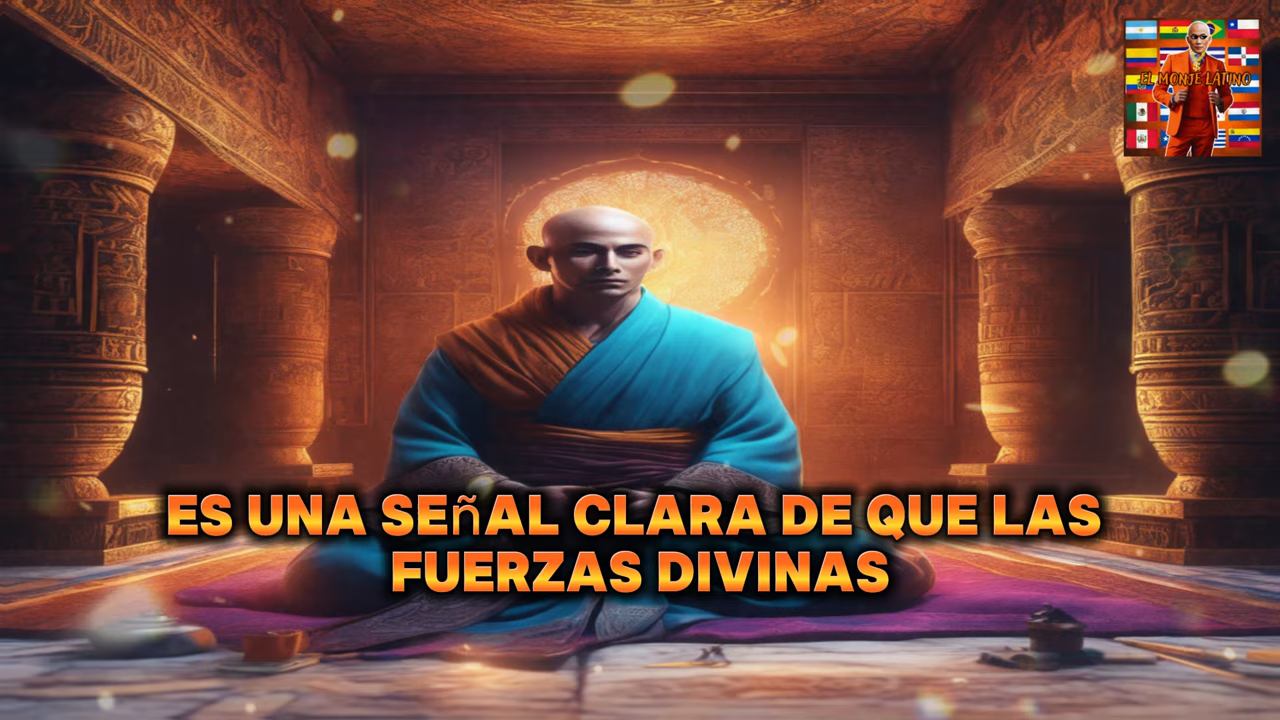 EL MONJE LATINO
ES UNA SEñAL CLARA DE QUE LAS
FUERZAS DIVINAS